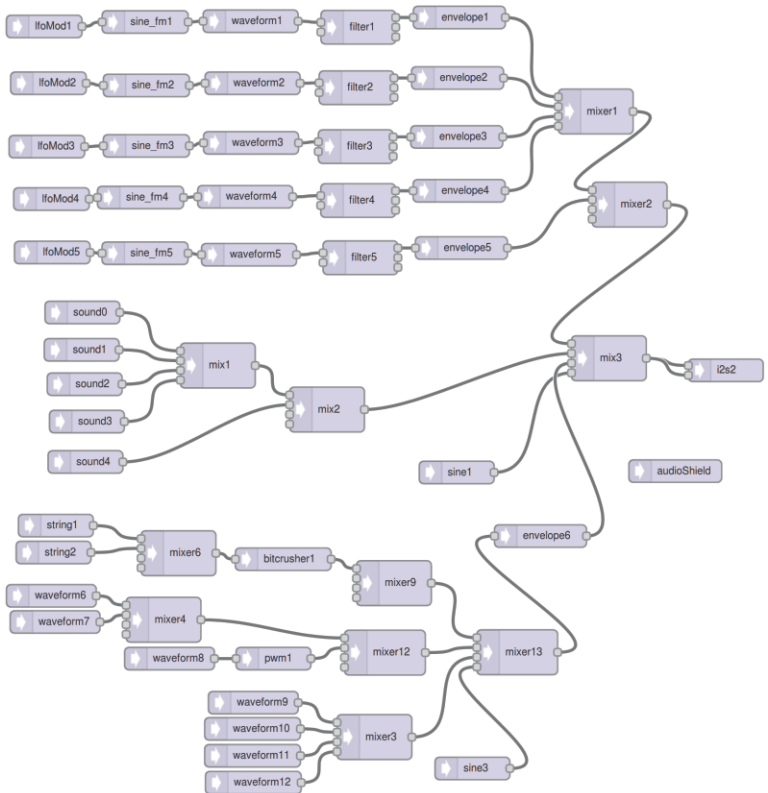 lfoMod1
sine_fm1
waveform1
filter1
envelope1
lfoMod2
sine_fm2
waveform2
filter2
envelope2
mixer1
lfoMod3
sine_fm3
waveform3
filter3
envelope3
lfoMod4
sine_fm4
waveform4
filter4
envelope4
mixer2
lfoMod5
sine_fm5
waveform5
filter5
envelope5
sound0
sound1
sound2
sound3
sound4
mix1
mix2
mix3
i2s2
sine1
audioShield
string1
string2
mixer6
bitcrusher1
mixer9
envelope6
waveform6
waveform7
mixer4
waveform8
pwm1
mixer12
mixer13
waveform9
waveform10
waveform11
waveform12
mixer3
sine3